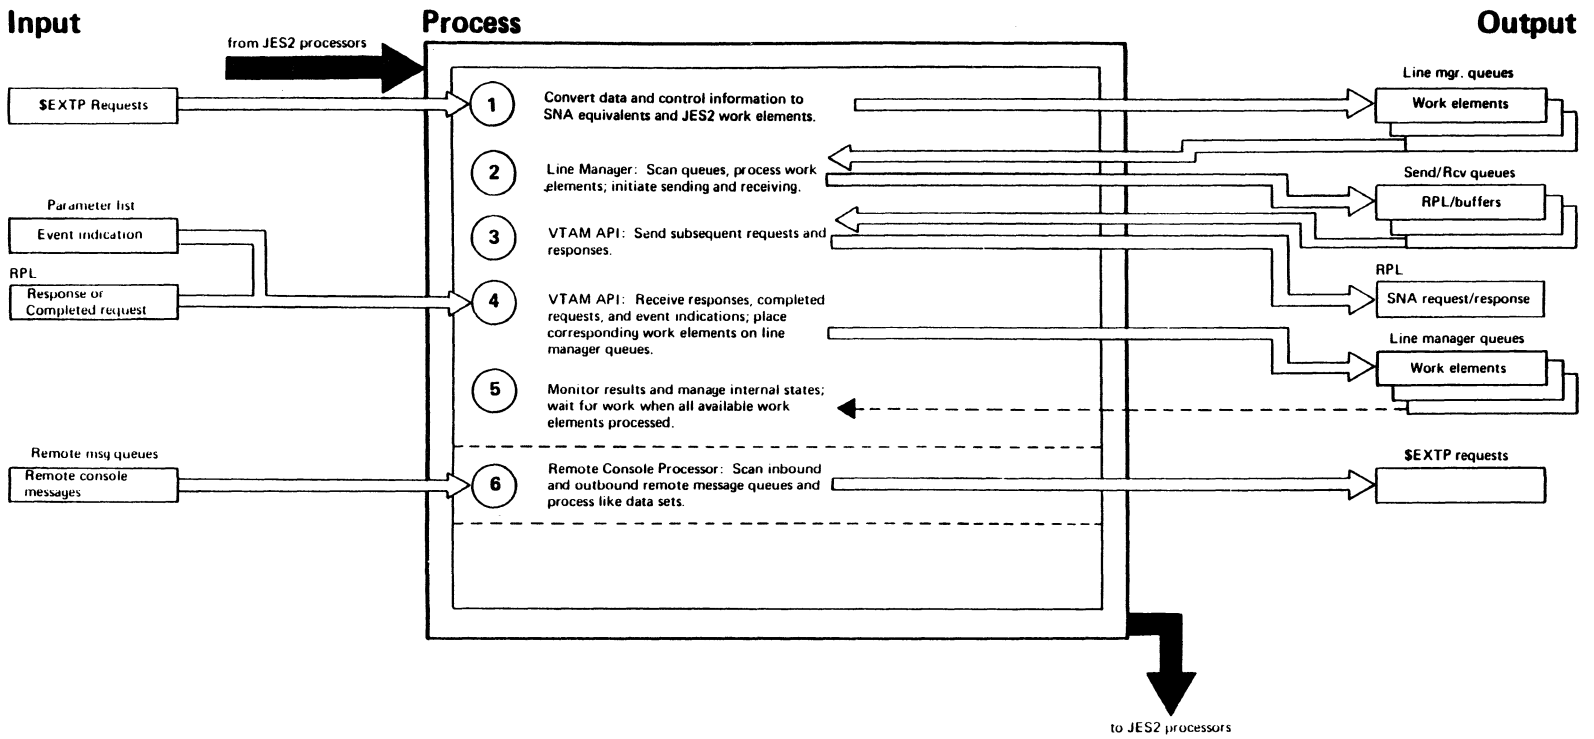 Input
Process
Output
from JES2 processors
$EXTP Requests
1
Convert data and control information to
SNA equivalents and JES2 work elements.
Line mgr. queues
Work elements
2
Line Manager: Scan queues, process work
elements; initiate sending and receiving.
Send/Rcv queues
RPL/buffers
Parameter list
Event indication
3
VTAM API: Send subsequent requests and
responses.
RPL
SNA request/response
RPL
Response or
Completed request
4
VTAM API: Receive responses, completed
requests, and event indications; place
corresponding work elements on line
manager queues.
Line manager queues
Work elements
5
Monitor results and manage internal states;
wait for work when all available work
elements processed.
Remote msg queues
Remote console
messages
6
Remote Console Processor: Scan inbound
and outbound remote message queues and
process like data sets.
$EXTP requests
to JES2 processors